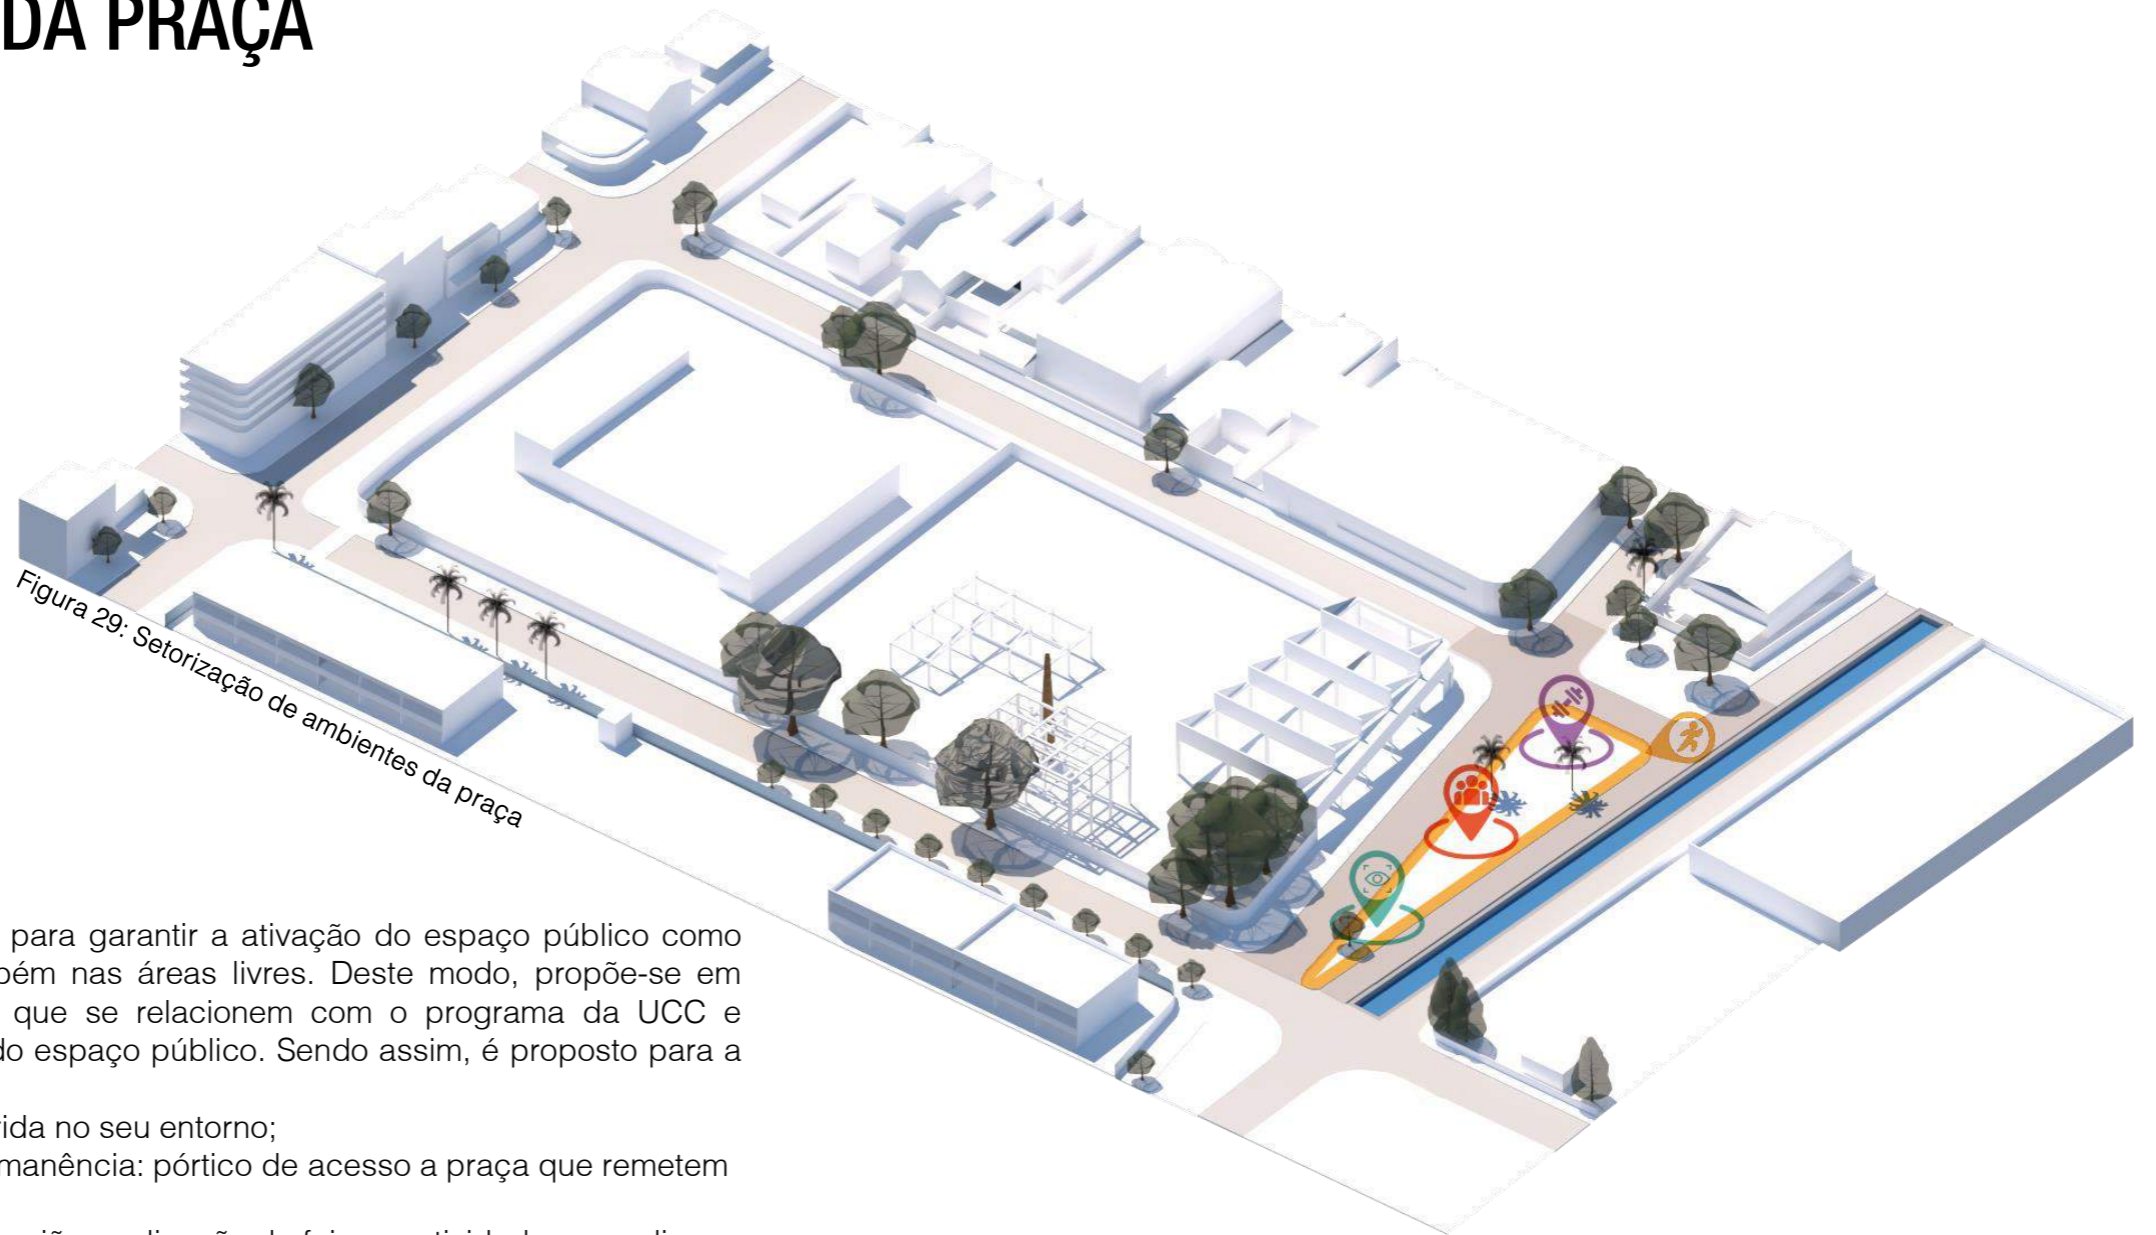 DA PRAÇA
Figura 29: Setorização de ambientes da praça
para garantir a ativação do espaço público como
bém nas áreas livres. Deste modo, propõe-se em
que se relacionem com o programa da UCC e
do espaço público. Sendo assim, é proposto para a
rida no seu entorno;
manência: pórtico de acesso a praça que remetem